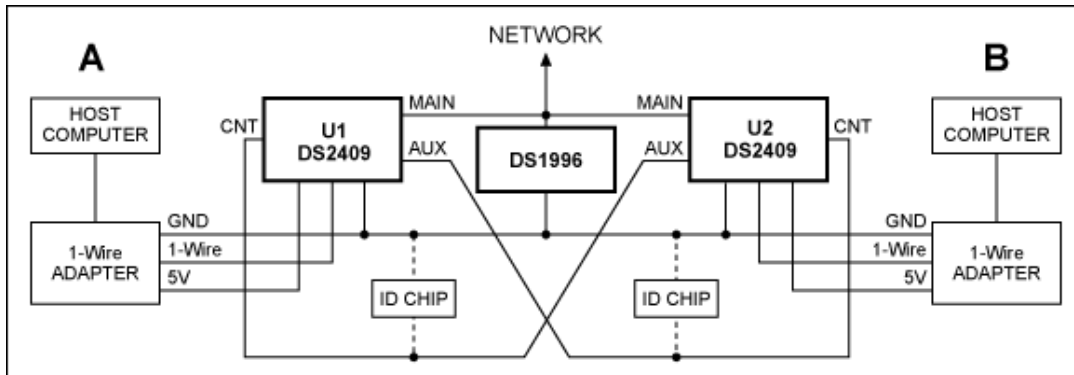 NETWORK
A
B
HOST
COMPUTER
CNT
U1
DS2409
MAIN
AUX
DS1996
MAIN
AUX
U2
DS2409
CNT
HOST
COMPUTER
1-Wire
ADAPTER
GND
1-Wire
5V
ID CHIP
ID CHIP
GND
1-Wire
5V
1-Wire
ADAPTER